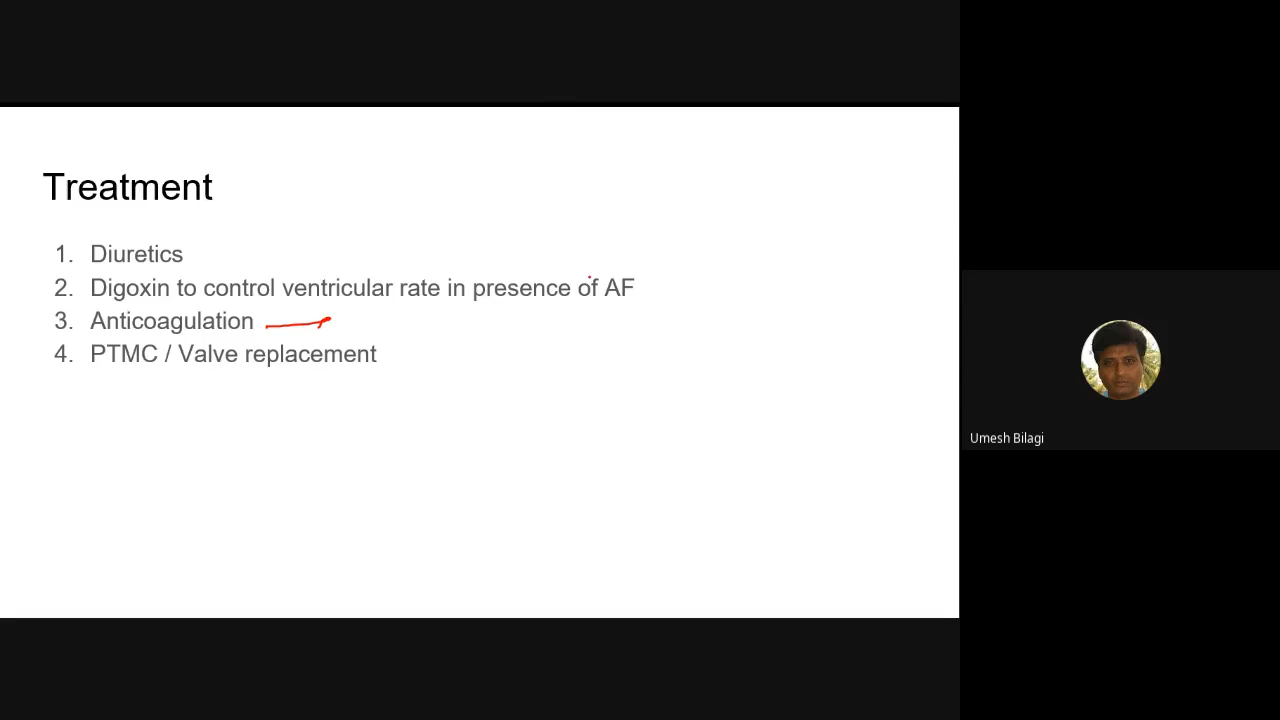 Treatment
1. Diuretics
2. Digoxin to control ventricular rate in presence of AF
3. Anticoagulation
4. PTMC / Valve replacement
Umesh Bilagi